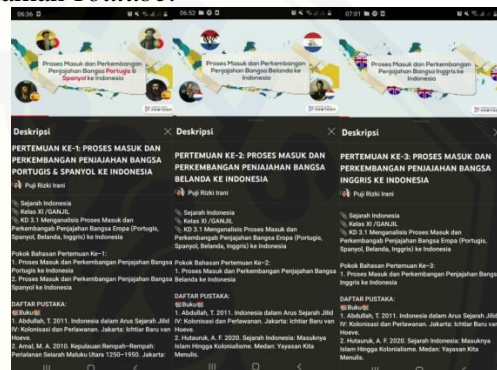 06:36
Proses Masuk dan Perkembangan
Penjajahan Bangsa Portugis &
Spanyol ke Indonesia
Deskripsi
PERTEMUAN KE-1: PROSES MASUK DAN
PERKEMBANGAN PENJAJAHAN BANGSA
PORTUGIS & SPANYOL KE INDONESIA
Puji Rizki Irani
Sejarah Indonesia
Kelas XI /GANJIL
KD 3.1 Menganalisis Proses Masuk dan
Perkembangab Penjajahan Bangsa Eropa (Portugis,
Spanyol, Belanda, Inggris) ke Indonesia
Pokok Bahasan Pertemuan Ke-1:
1. Proses Masuk dan Perkembangan Penjajahan Bangsa
Portugis ke Indonesia
2. Proses Masuk dan Perkembangan Penjajahan Bangsa
Spanyol ke Indonesia
DAFTAR PUSTAKA:
Buku
1. Abdullah, T. 2011. Indonesia dalam Arus Sejarah Jilid
IV: Kolonisasi dan Perlawanan. Jakarta: Ichtiar Baru van
Hoeve.
2. Amal, M. A. 2010. Kepulauan Rempah-Rempah:
Perjalanan Sejarah Maluku Utara 1250-1950. Jakarta:
06:52
Proses Masuk dan Perkembangan
Penjajahan Bangsa Belanda ke
Indonesia
Deskripsi
PERTEMUAN KE-2: PROSES MASUK DAN
PERKEMBANGAN PENJAJAHAN BANGSA
BELANDA KE INDONESIA
Puji Rizki Irani
Sejarah Indonesia
Kelas XI /GANJIL
KD 3.1 Menganalisis Proses Masuk dan
Perkembangab Penjajahan Bangsa Eropa (Portugis,
Spanyol, Belanda, Inggris) ke Indonesia
Pokok Bahasan Pertemuan Ke-2:
1. Proses Masuk dan Perkembangan Penjajahan Bangsa
Belanda ke Indonesia
DAFTAR PUSTAKA:
Buku
1. Abdullah, T. 2011. Indonesia dalam Arus Sejarah Jilid
IV: Kolonisasi dan Perlawanan. Jakarta: Ichtiar Baru van
Hoeve.
2. Hutauruk, A. F. 2020. Sejarah Indonesia: Masuknya
Islam Hingga Kolonialisme. Medan: Yayasan Kita
Menulis.
07:01
Proses Masuk dan Perkembangan
Penjajahan Bangsa Inggris ke
Indonesia
Deskripsi
PERTEMUAN KE-3: PROSES MASUK DAN
PERKEMBANGAN PENJAJAHAN BANGSA
INGGRIS KE INDONESIA
Puji Rizki Irani
Sejarah Indonesia
Kelas XI /GANJIL
KD 3.1 Menganalisis Proses Masuk dan
Perkembangab Penjajahan Bangsa Eropa (Portugis,
Spanyol, Belanda, Inggris) ke Indonesia
Pokok Bahasan Pertemuan Ke-3:
1. Proses Masuk dan Perkembangan Penjajahan Bangsa
Inggris ke Indonesia
DAFTAR PUSTAKA:
Buku
1. Abdullah, T. 2011. Indonesia dalam Arus Sejarah Jilid
IV: Kolonisasi dan Perlawanan. Jakarta: Ichtiar Baru van
Hoeve.
2. Hutauruk, A. F. 2020. Sejarah Indonesia: Masuknya
Islam Hingga Kolonialisme. Medan: Yayasan Kita
Menulis.